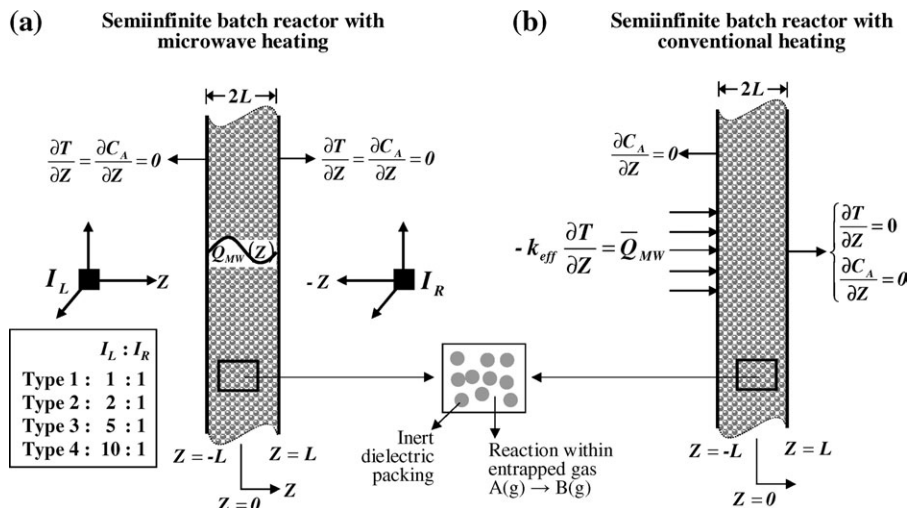 (a)
Semiinfinite batch reactor with
microwave heating
2L
∂T/∂Z = ∂C_A/∂Z = 0
∂T/∂Z = ∂C_A/∂Z = 0
Q_MW(Z)
I_L
Z
- Z
I_R
I_L : I_R
Type 1 : 1 : 1
Type 2 : 2 : 1
Type 3 : 5 : 1
Type 4 : 10 : 1
Z = -L
Z = L
Z
Z = 0
Inert
dielectric
packing
Reaction within
entrapped gas
A(g) → B(g)
(b)
Semiinfinite batch reactor with
conventional heating
2L
∂C_A/∂Z = 0
- k_eff ∂T/∂Z = Q̅_MW
∂T/∂Z = 0
∂C_A/∂Z = 0
Z = -L
Z = L
Z
Z = 0